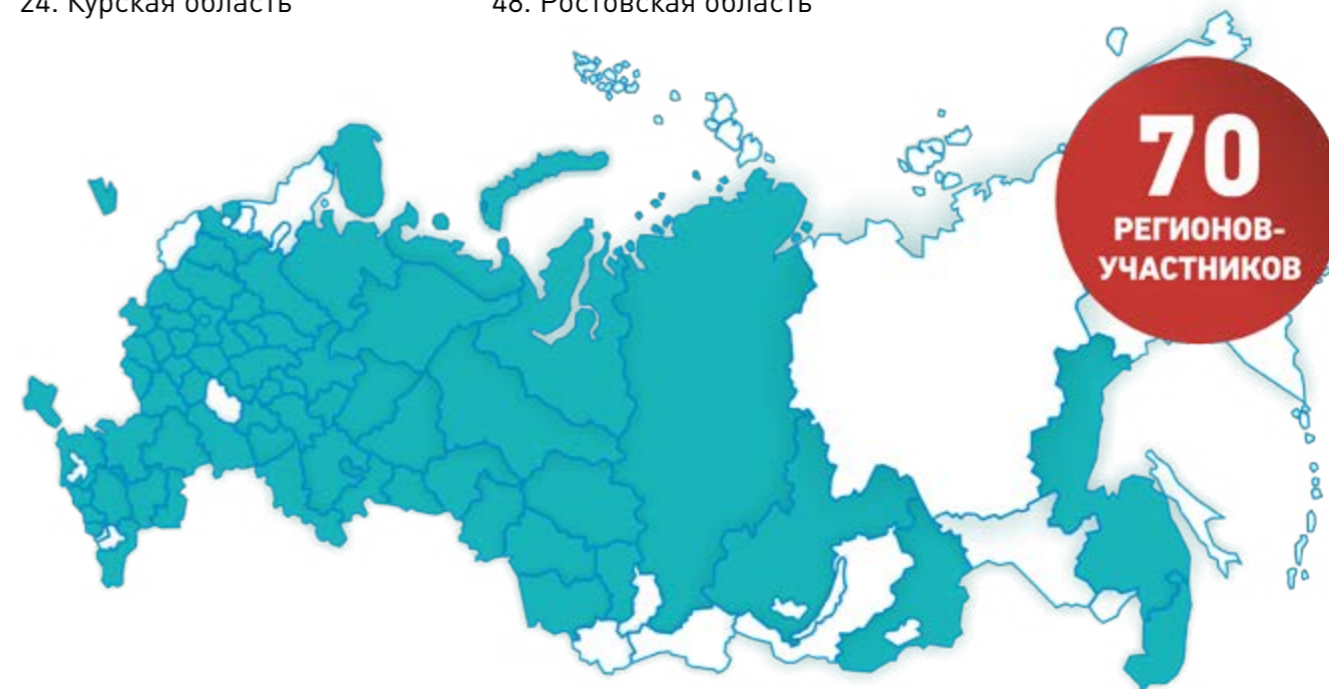 24. Курская область
48. Ростовская область
70
РЕГИОНОВ-
УЧАСТНИКОВ